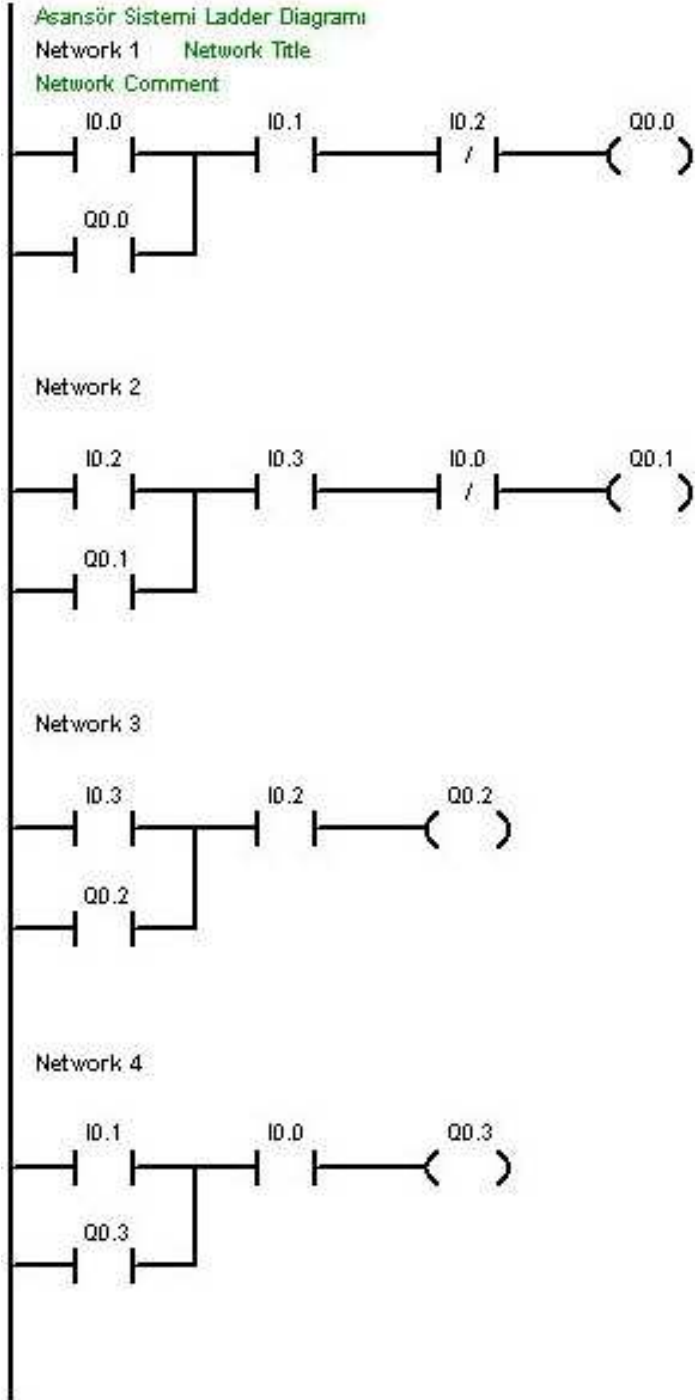 Asansör Sistemi Ladder Diagramı
Network 1 Network Title
Network Comment
I0.0 I0.1 I0.2 Q0.0
/
Q0.0
Network 2
I0.2 I0.3 I0.0 Q0.1
/
Q0.1
Network 3
I0.3 I0.2 Q0.2
Q0.2
Network 4
I0.1 I0.0 Q0.3
Q0.3